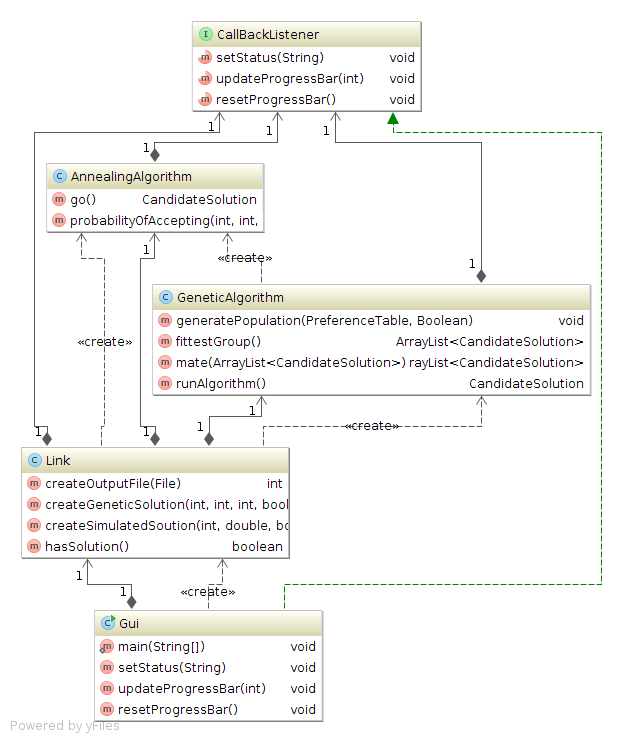 I CallBackListener
m setStatus(String) void
m updateProgressBar(int) void
m resetProgressBar() void
1 1 1
1
C AnnealingAlgorithm
m go() CandidateSolution
m probabilityOfAccepting(int, int,
1
«create»
1
C GeneticAlgorithm
m generatePopulation(PreferenceTable, Boolean) void
m fittestGroup() ArrayList<CandidateSolution>
m mate(ArrayList<CandidateSolution>) rayList<CandidateSolution>
m runAlgorithm() CandidateSolution
«create»
1
1 1 1
«create»
C Link
m createOutputFile(File) int
m createGeneticSolution(int, int, int, bool
m createSimulatedSoution(int, double, bo
m hasSolution() boolean
1
1
«create»
C Gui
m main(String[]) void
m setStatus(String) void
m updateProgressBar(int) void
m resetProgressBar() void
Powered by yFiles